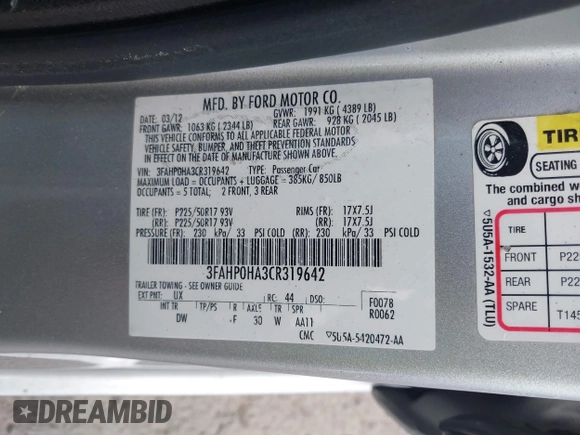 MFD. BY FORD MOTOR CO.
DATE: 03/12 GVWR: 1991 KG ( 4389 LB)
FRONT GAWR: 1063 KG ( 2344 LB) REAR GAWR: 928 KG ( 2045 LB)
THIS VEHICLE CONFORMS TO ALL APPLICABLE FEDERAL MOTOR
VEHICLE SAFETY, BUMPER, AND THEFT PREVENTION STANDARDS
IN EFFECT ON THE DATE OF MANUFACTURE SHOWN ABOVE.
VIN: 3FAHP0HA3CR319642 TYPE: Passenger Car
MAXIMUM LOAD = OCCUPANTS + LUGGAGE = 385KG/850LB
OCCUPANTS = 5 TOTAL: 2 FRONT, 3 REAR
TIRE (FR): P225/50R17 93V RIMS (FR): 17X7.5J
(RR): P225/50R17 93V (RR): 17X7.5J
PRESSURE (FR): 230 kPa/ 33 PSI COLD (RR): 230 kPa/ 33 PSI COLD
3FAHP0HA3CR319642
TRAILER TOWING - SEE OWNER GUIDE
EXT PNT: UX RC: 44 DSO: F0078
R0062
INT TR TP/PS R AXLE TR SPR
DW F 30 W AA11
CMC ▽5U5A-5420472-AA
TIR
SEATING
The combined w
and cargo sh
TIRE
FRONT P22
REAR P22
SPARE T145
▽5U5A-1532-AA (TLU)
DREAMBID